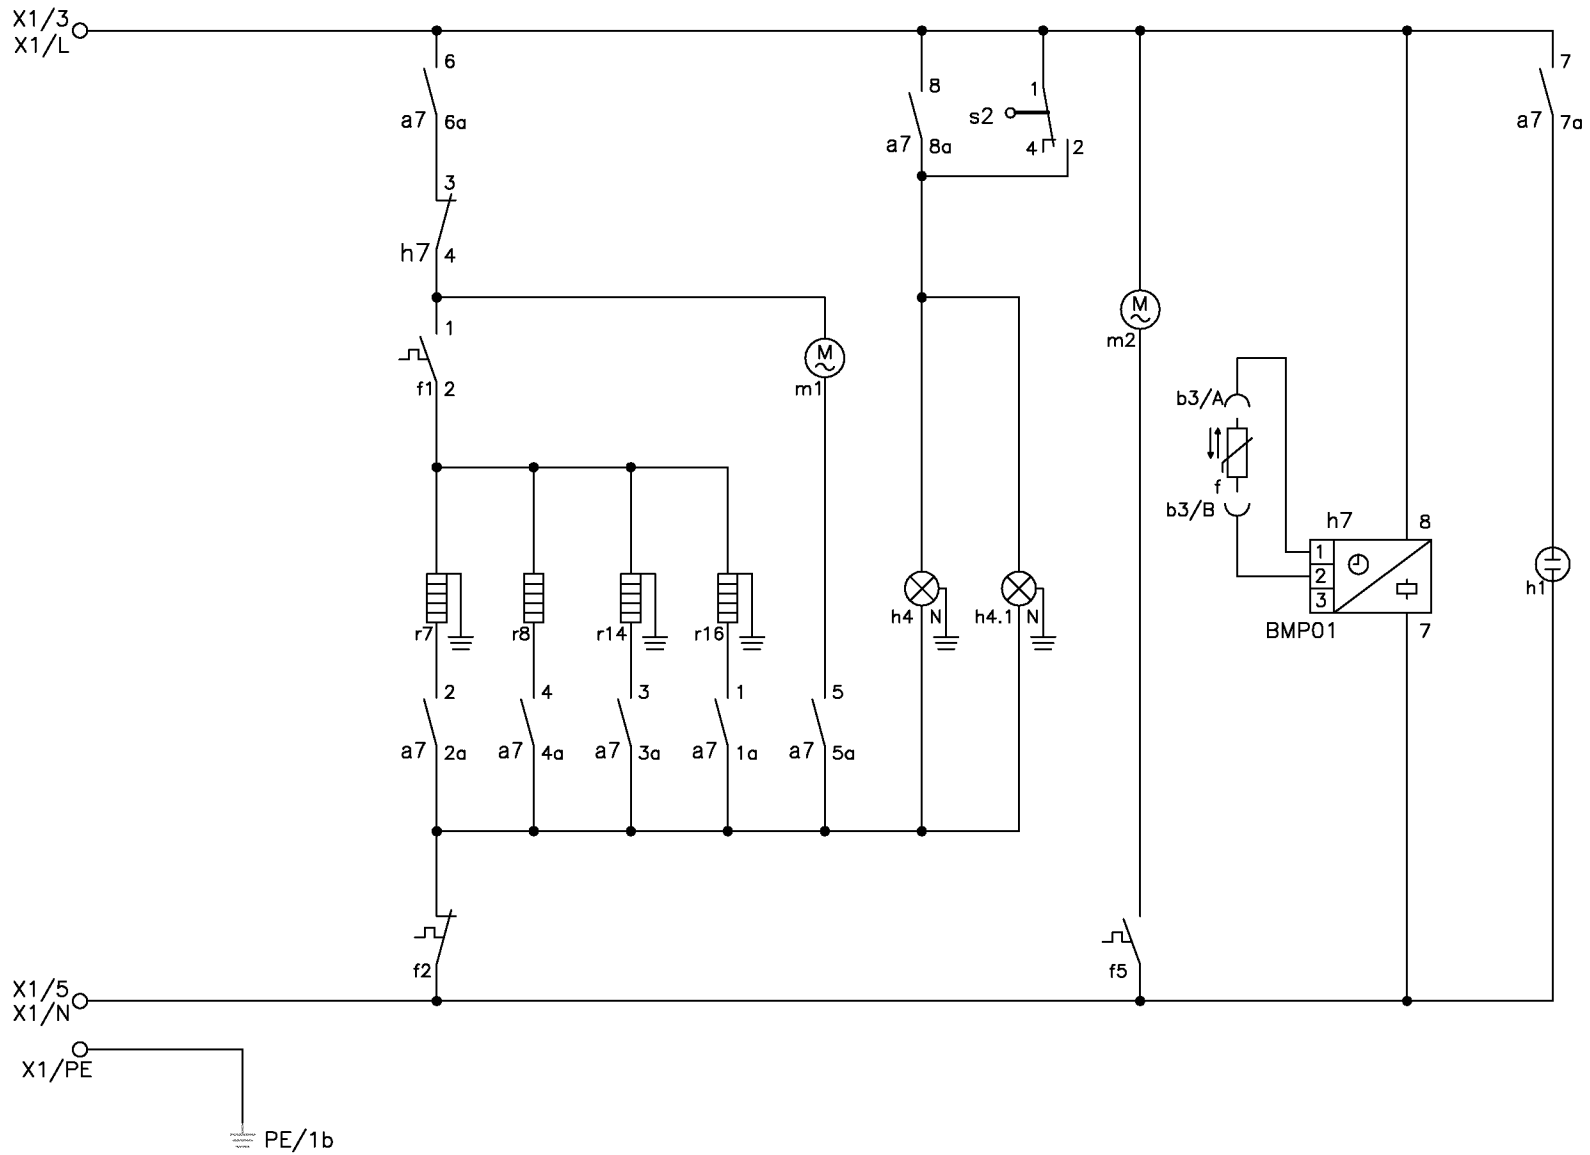 X1/3
X1/L
6
a7 6a
3
h7 4
1
f1 2
M
m1
8
a7 8a
s2
1
4
2
M
m2
b3/A
f
b3/B
h7
8
1
2
3
7
BMPO1
7
a7 7a
h1
r7
r8
r14
r16
h4 N
h4.1 N
2
a7 2a
4
a7 4a
3
a7 3a
1
a7 1a
5
a7 5a
f2
f5
X1/5
X1/N
X1/PE
PE/1b